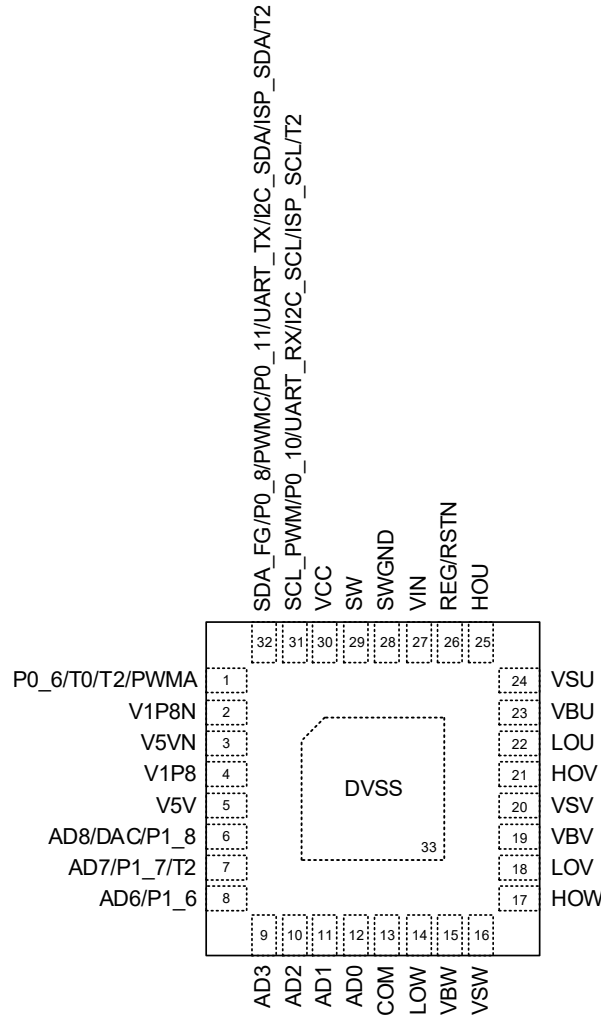 SDA_FG/P0_8/PWMC/P0_11/UART_TX/I2C_SDA/ISP_SDA/T2
SCL_PWM/P0_10/UART_RX/I2C_SCL/ISP_SCL/T2
VCC
SW
SWGND
VIN
REG/RSTN
HOU
32 31 30 29 28 27 26 25
P0_6/T0/T2/PWMA 1
V1P8N 2
V5VN 3
V1P8 4
V5V 5
AD8/DAC/P1_8 6
AD7/P1_7/T2 7
AD6/P1_6 8
DVSS
33
24 VSU
23 VBU
22 LOU
21 HOV
20 VSV
19 VBV
18 LOV
17 HOW
9 10 11 12 13 14 15 16
AD3
AD2
AD1
AD0
COM
LOW
VBW
VSW